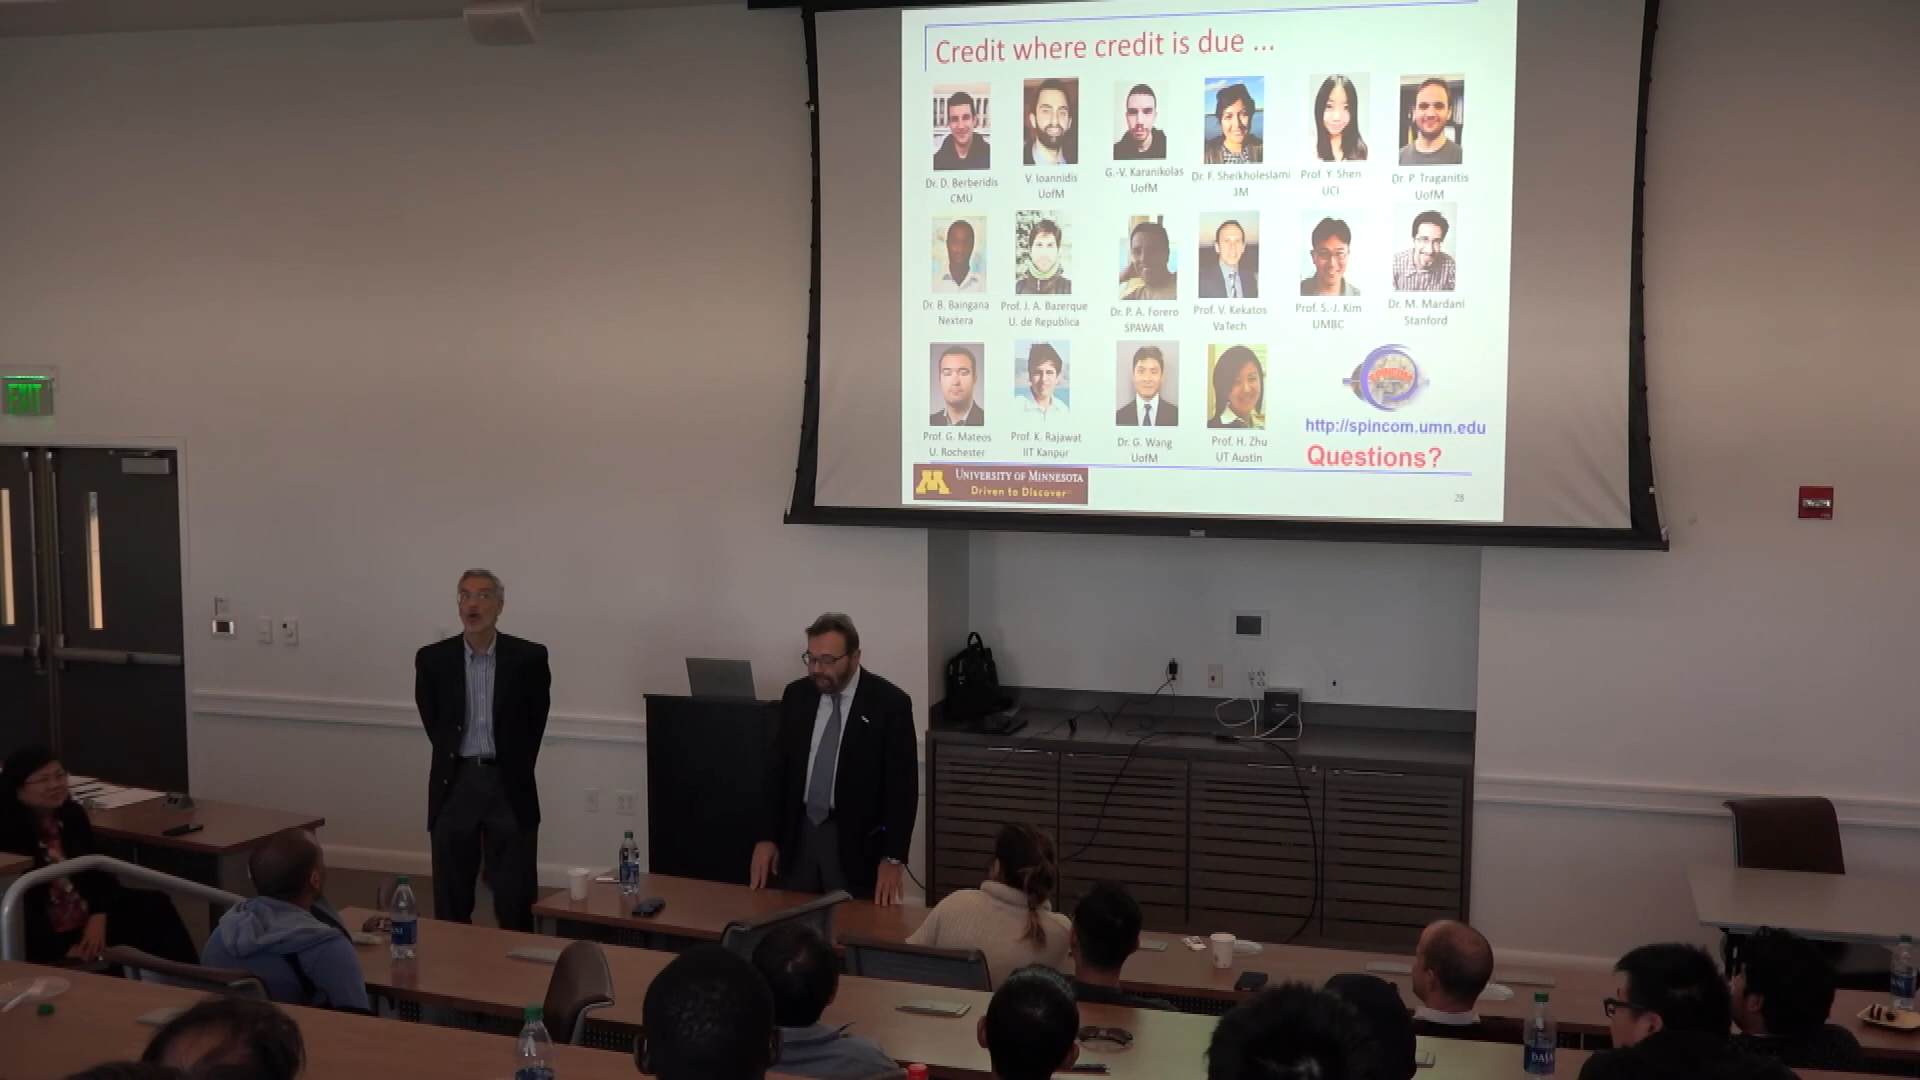 Credit where credit is due ...
Dr. D. Berberidis
CMU
V. Ioannidis
UofM
G.-V. Karanikolas
UofM
Dr. F. Sheikholeslami
3M
Prof. Y. Shen
UCI
Dr. P. Traganitis
UofM
Dr. B. Baingana
Nextera
Prof. J. A. Bazerque
U. de Republica
Dr. P. A. Forero
SPAWAR
Prof. V. Kekatos
VaTech
Prof. S.-J. Kim
UMBC
Dr. M. Mardani
Stanford
Prof. G. Mateos
U. Rochester
Prof. K. Rajawat
IIT Kanpur
Dr. G. Wang
UofM
Prof. H. Zhu
UT Austin
SPINCOM
http://spincom.umn.edu
Questions?
UNIVERSITY OF MINNESOTA
Driven to Discover
28
EXIT
DASANI